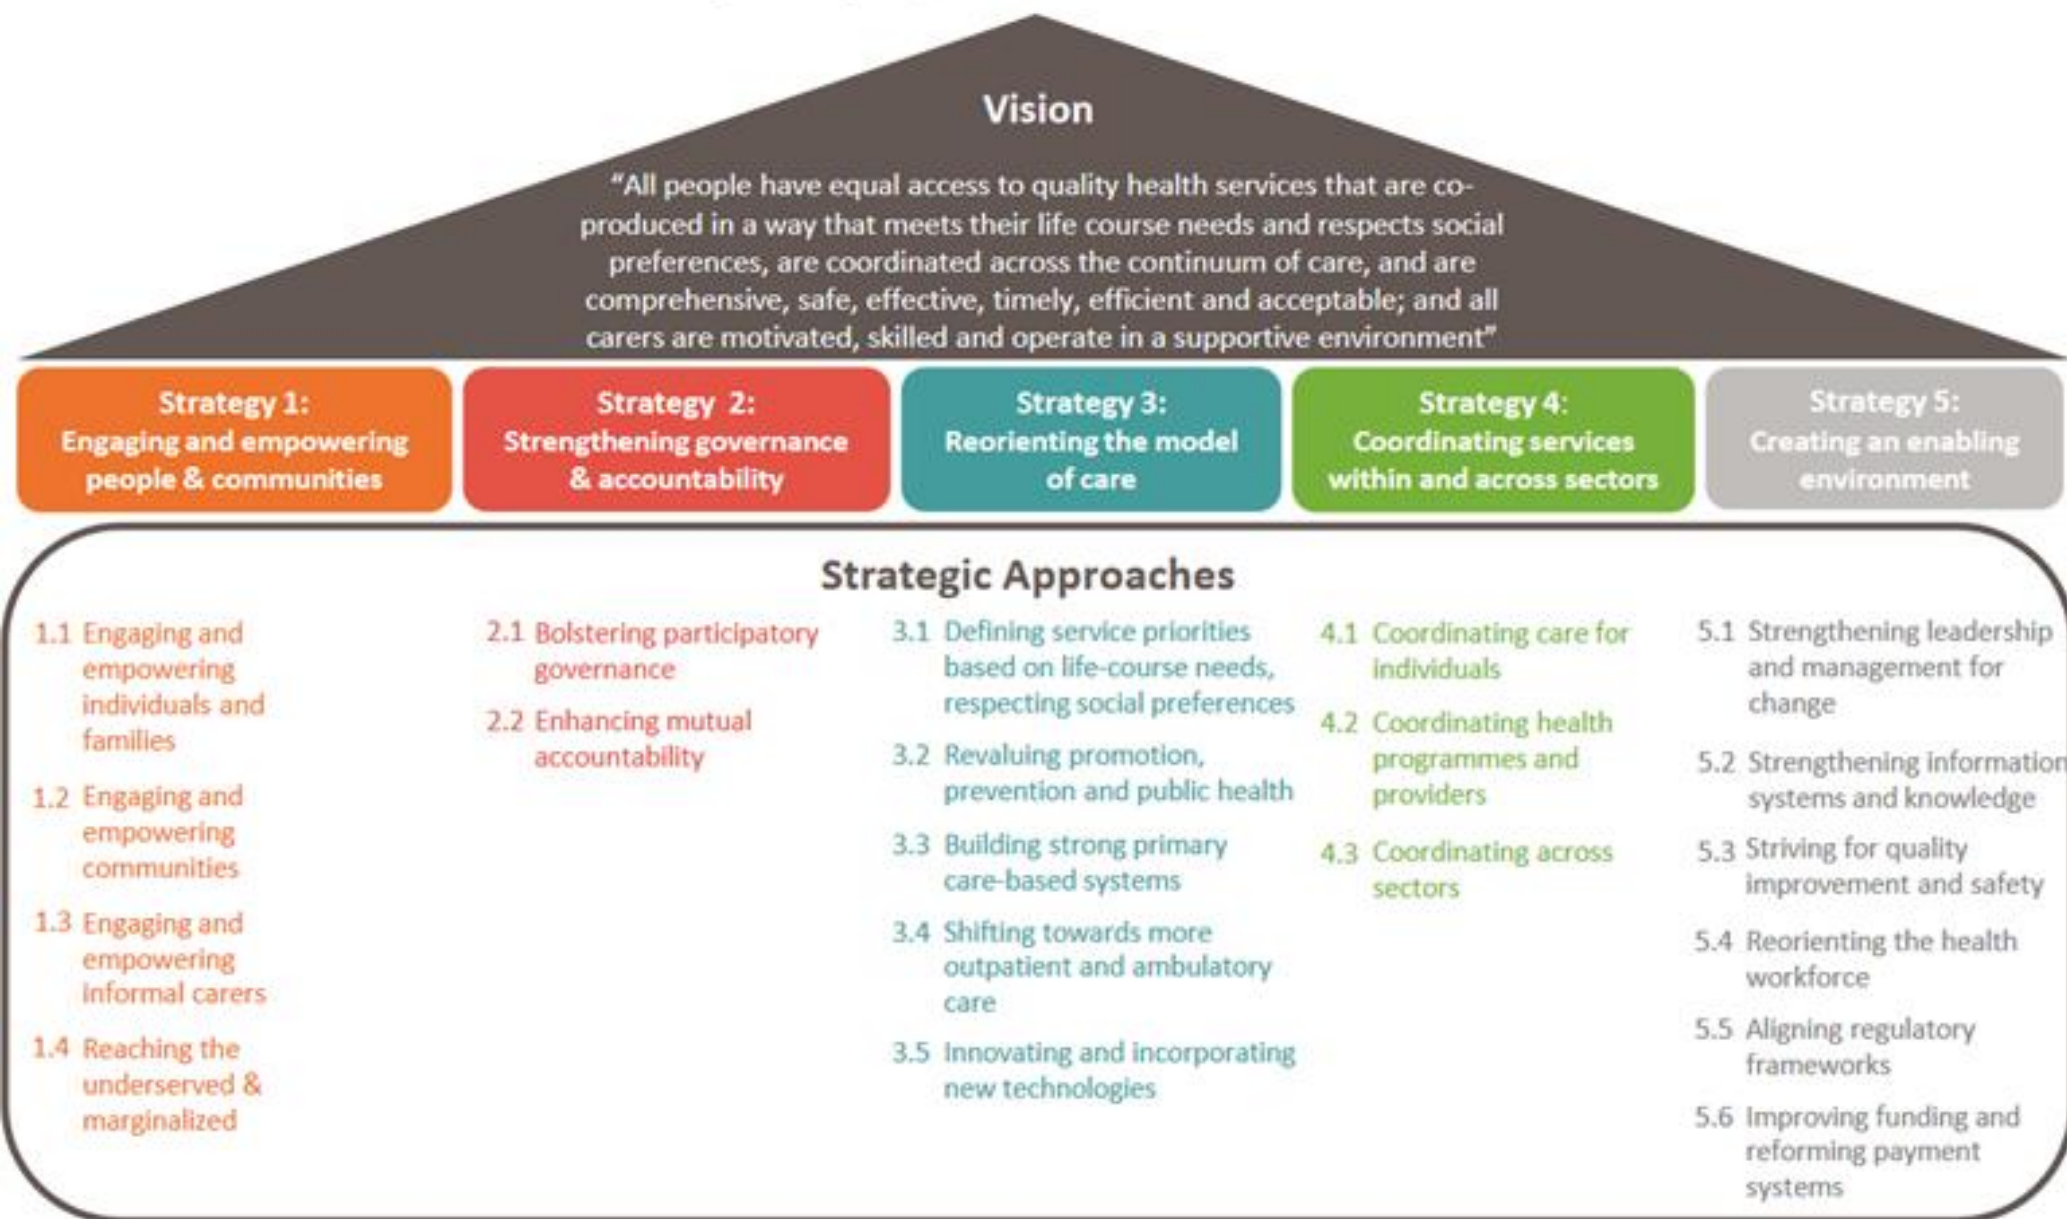 Vision
“All people have equal access to quality health services that are co-
produced in a way that meets their life course needs and respects social
preferences, are coordinated across the continuum of care, and are
comprehensive, safe, effective, timely, efficient and acceptable; and all
carers are motivated, skilled and operate in a supportive environment”
Strategy 1:
Engaging and empowering
people & communities
Strategy 2:
Strengthening governance
& accountability
Strategy 3:
Reorienting the model
of care
Strategy 4:
Coordinating services
within and across sectors
Strategy 5:
Creating an enabling
environment
Strategic Approaches
1.1 Engaging and
empowering
individuals and
families
1.2 Engaging and
empowering
communities
1.3 Engaging and
empowering
informal carers
1.4 Reaching the
underserved &
marginalized
2.1 Bolstering participatory
governance
2.2 Enhancing mutual
accountability
3.1 Defining service priorities
based on life-course needs,
respecting social preferences
3.2 Revaluing promotion,
prevention and public health
3.3 Building strong primary
care-based systems
3.4 Shifting towards more
outpatient and ambulatory
care
3.5 Innovating and incorporating
new technologies
4.1 Coordinating care for
individuals
4.2 Coordinating health
programmes and
providers
4.3 Coordinating across
sectors
5.1 Strengthening leadership
and management for
change
5.2 Strengthening information
systems and knowledge
5.3 Striving for quality
improvement and safety
5.4 Reorienting the health
workforce
5.5 Aligning regulatory
frameworks
5.6 Improving funding and
reforming payment
systems